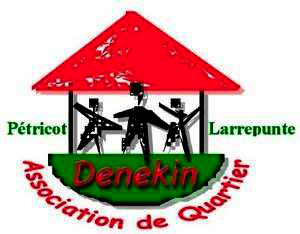 Pétricot Larrepunte
Denekin
Association de Quartier